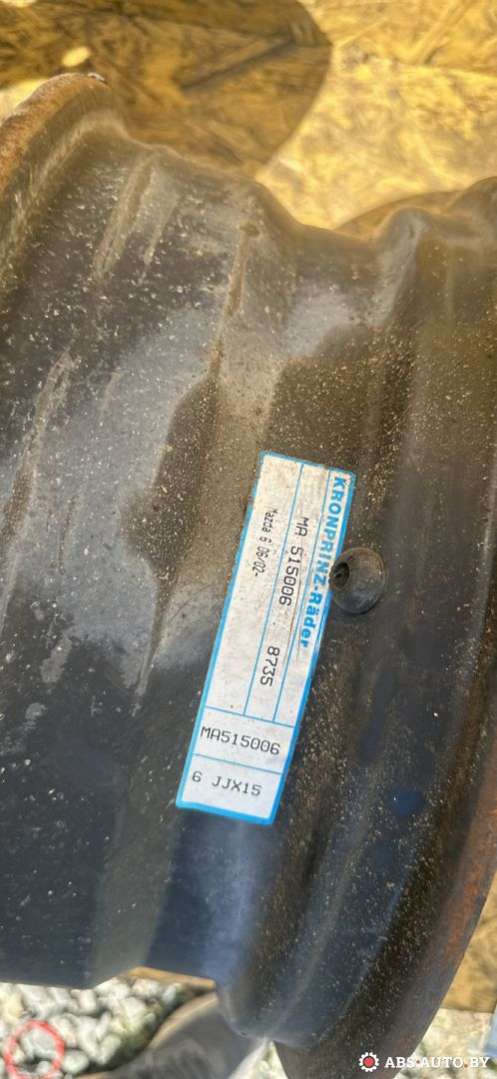 KRONPRINZ-Räder
MA 515006 8735
Mazda 6 06/02-
MA515006
6 JJX15
ABS-AUTO.BY